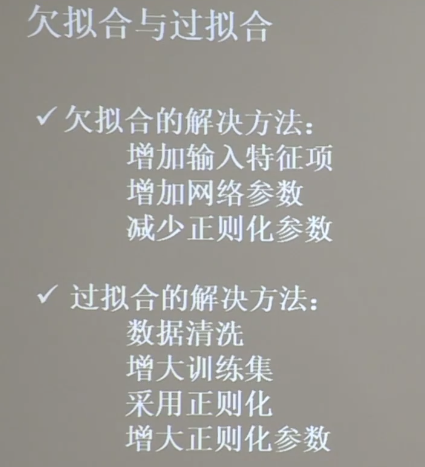 欠拟合与过拟合
✓ 欠拟合的解决方法：
增加输入特征项
增加网络参数
减少正则化参数
✓ 过拟合的解决方法：
数据清洗
增大训练集
采用正则化
增大正则化参数